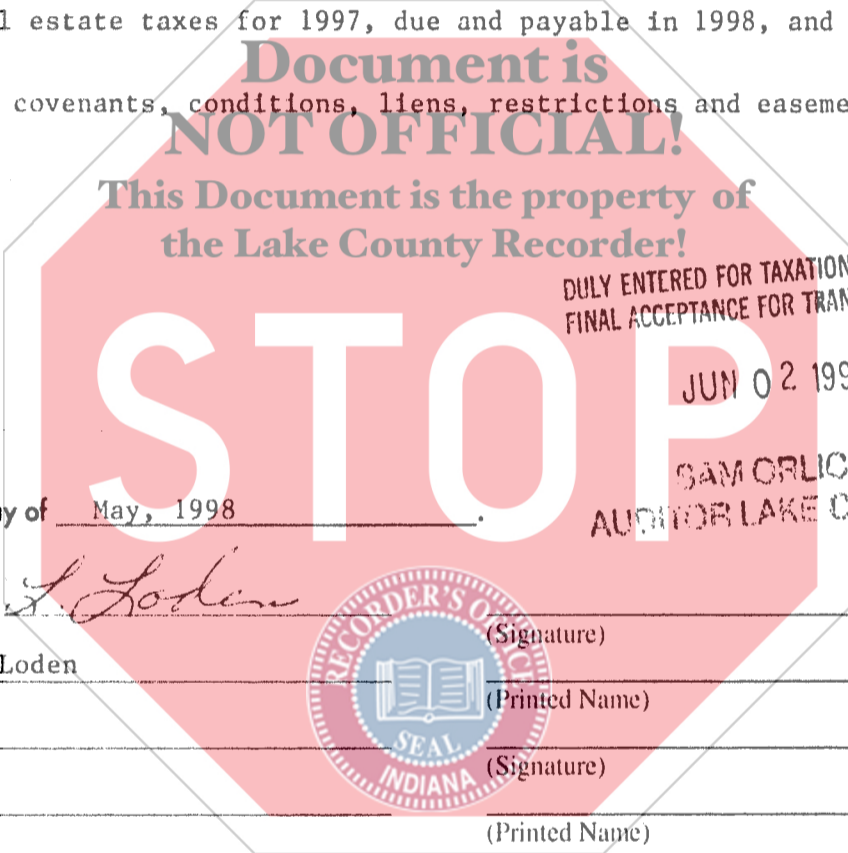 l estate taxes for 1997, due and payable in 1998, and
Document is
covenants, conditions, liens, restrictions and easeme
NOT OFFICIAL!
This Document is the property of
the Lake County Recorder!
DULY ENTERED FOR TAXATION
FINAL ACCEPTANCE FOR TRAN
STOP
JUN 02 199
SAM ORLIC
AUDITOR LAKE C
y of May, 1998.
L. Loden
RECORDER'S OFFICE
(Signature)
Loden
(Printed Name)
SEAL
INDIANA
(Signature)
(Printed Name)